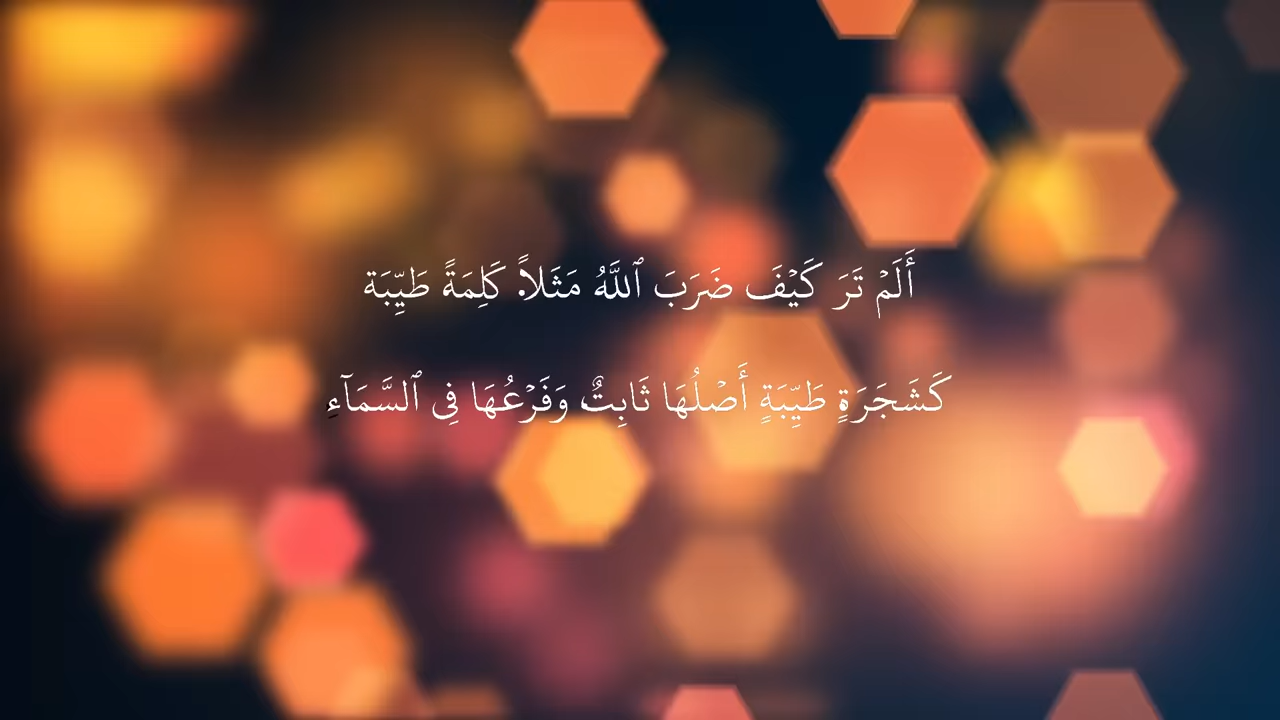 أَلَمۡ تَرَ كَيۡفَ ضَرَبَ ٱللَّهُ مَثَلاً۬ كَلِمَةً۬ طَيِّبَة
كَشَجَرَةٍ۬ طَيِّبَةٍ أَصۡلُهَا ثَابِتٌ۬ وَفَرۡعُهَا فِى ٱلسَّمَآءِ